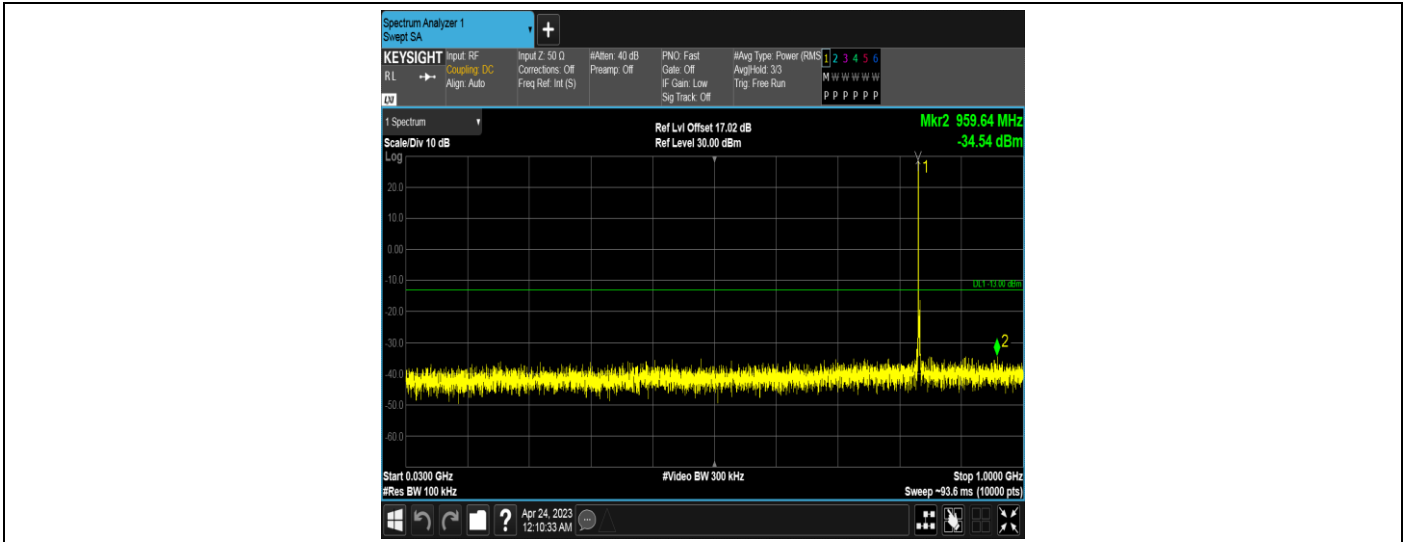 Spectrum Analyzer 1
Swept SA
+
KEYSIGHT
RL
LXI
Input: RF
Coupling: DC
Align: Auto
Input Z: 50 Ω
Corrections: Off
Freq Ref: Int (S)
#Atten: 40 dB
Preamp: Off
PNO: Fast
Gate: Off
IF Gain: Low
Sig Track: Off
#Avg Type: Power (RMS
Avg|Hold: 3/3
Trig: Free Run
1 2 3 4 5 6
M W W W W W
P P P P P P
1 Spectrum
Scale/Div 10 dB
Ref Lvl Offset 17.02 dB
Ref Level 30.00 dBm
Mkr2 959.64 MHz
-34.54 dBm
Log
1
20.0
10.0
0.00
-10.0
DL1 -13.00 dBm
-20.0
-30.0
2
-40.0
-50.0
-60.0
Start 0.0300 GHz
#Res BW 100 kHz
#Video BW 300 kHz
Stop 1.0000 GHz
Sweep ~93.6 ms (10000 pts)
?
Apr 24, 2023
12:10:33 AM